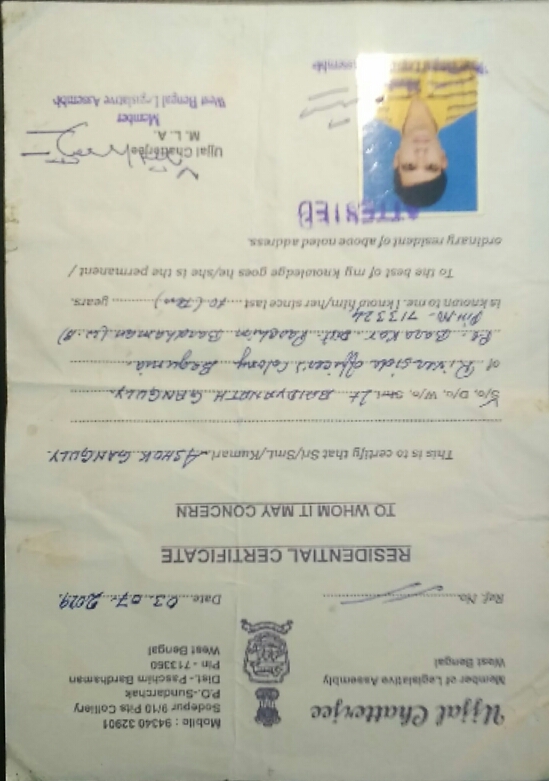 Ujjal Chatterjee
Member of Legislative Assembly
West Bengal
Mobile : 94340 32901
Sodepur 9/10 Pits Colliery
P.O.-Sundarchak
Dist.- Paschim Bardhaman
Pin - 713360
West Bengal
Ref. No.
Date 03.07.2019.
RESIDENTIAL CERTIFICATE
TO WHOM IT MAY CONCERN
This is to certify that Sri/Smt./Kumari ASHOK GANGULY.
S/o, D/o, W/o, Shri. Lt BAIDYANATH GANGULY.
of Riverside officer's Colony Begunia.
Po- Barakar. Dist- Paschim Bardhaman (W.B)
Pin.No- 713324
is known to me. I know him/her since last 10 (Ten) years.
To the best of my knowledge goes he/she is the permanent /
ordinary resident of above noted address.
ATTESTED
Ujjal Chatterjee
M. L. A.
Member
West Bengal Legislative Assembly
Member
West Bengal Legislative Assembly